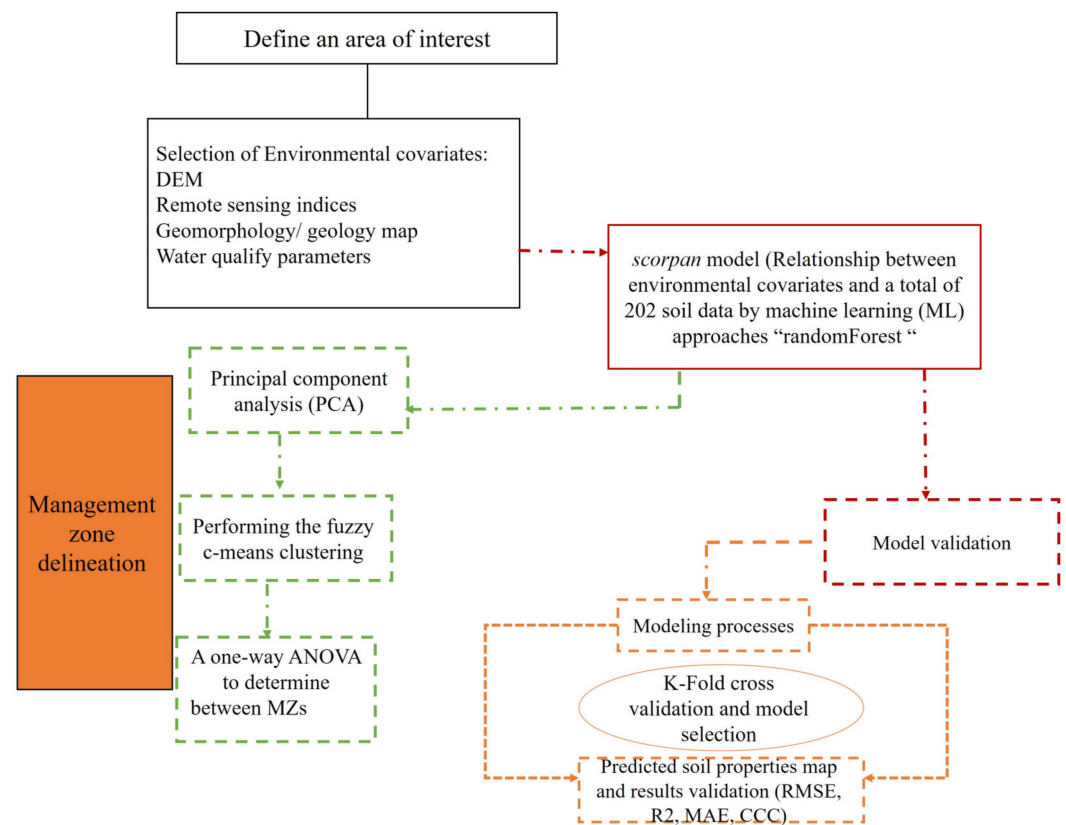 Define an area of interest
Selection of Environmental covariates:
DEM
Remote sensing indices
Geomorphology/ geology map
Water qualify parameters
scorpan model (Relationship between
environmental covariates and a total of
202 soil data by machine learning (ML)
approaches “randomForest “
Principal component
analysis (PCA)
Management
zone
delineation
Performing the fuzzy
c-means clustering
Model validation
A one-way ANOVA
to determine
between MZs
Modeling processes
K-Fold cross
validation and model
selection
Predicted soil properties map
and results validation (RMSE,
R2, MAE, CCC)